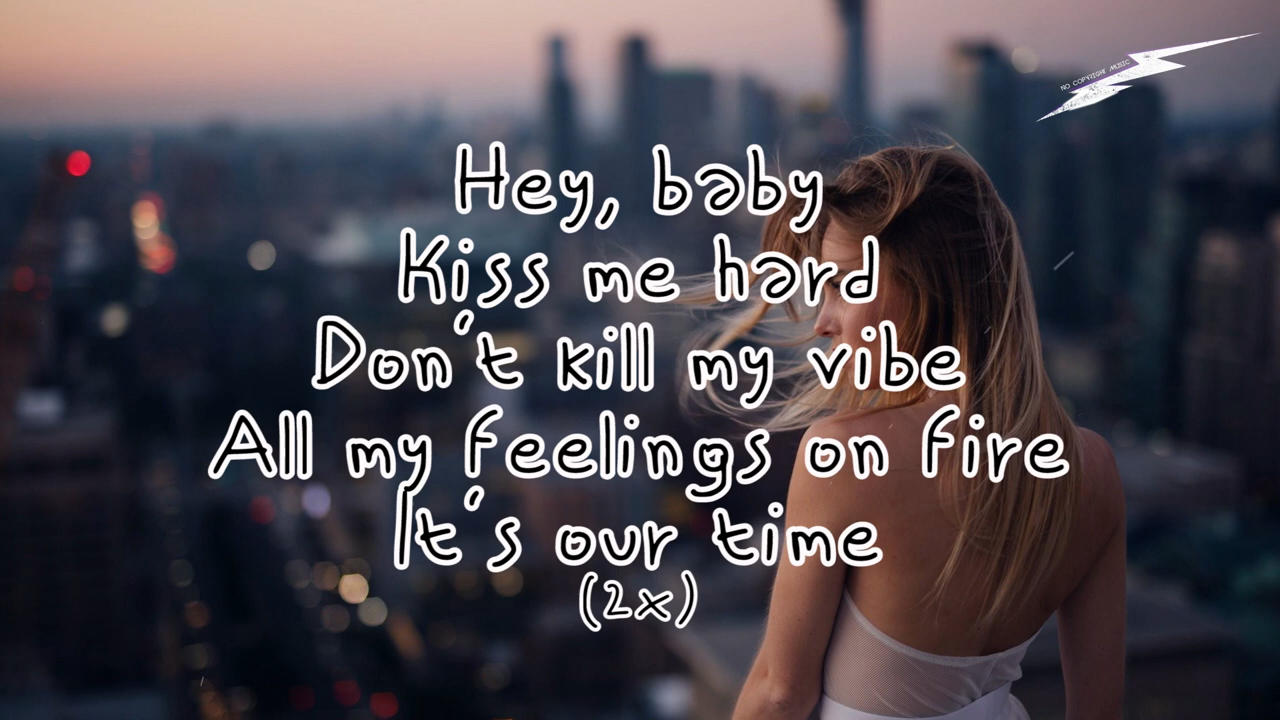 NO COPYRIGHT MUSIC
Hey, baby
Kiss me hard
Don't kill my vibe
All my feelings on fire
It's our time
(2x)